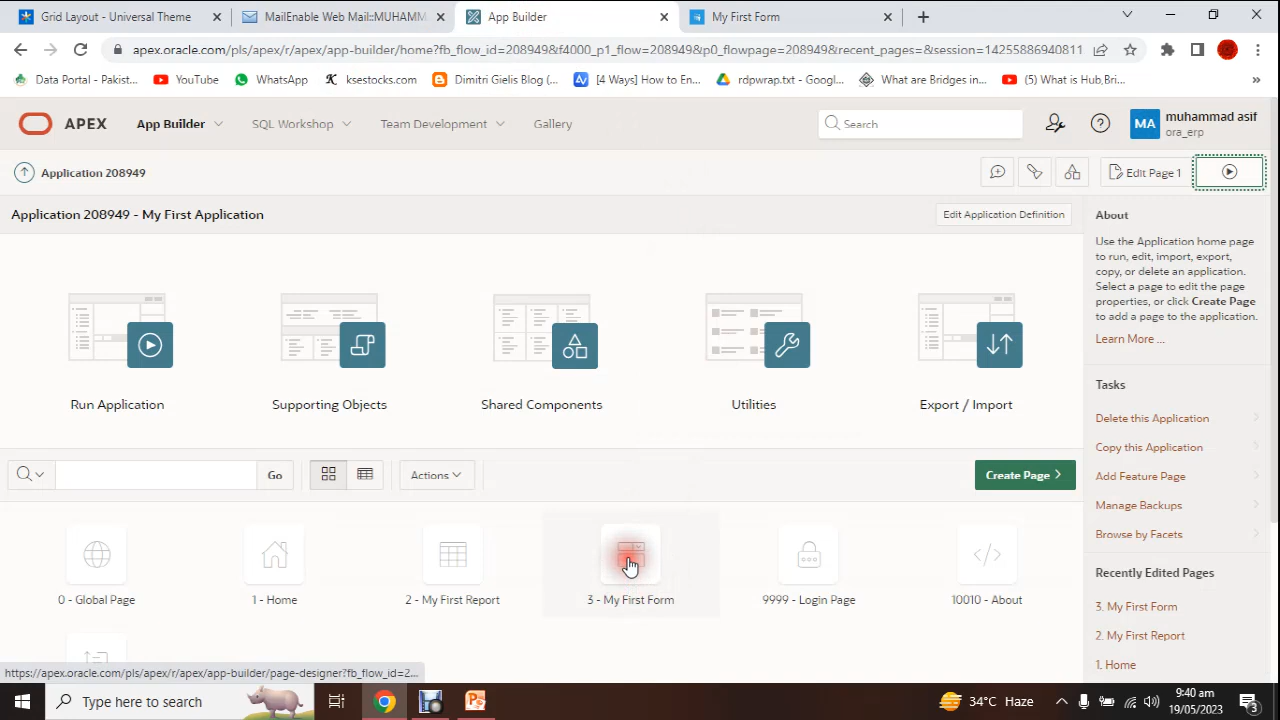 Grid Layout - Universal Theme
MailEnable Web Mail::MUHAMM
App Builder
My First Form
apex.oracle.com/pls/apex/r/apex/app-builder/home?fb_flow_id=208949&f4000_p1_flow=208949&p0_flowpage=208949&recent_pages=&session=14255886940811
Data Portal - Pakist...
YouTube
WhatsApp
ksestocks.com
Dimitri Gielis Blog (...
[4 Ways] How to En...
rdpwrap.txt - Googl...
What are Bridges in...
(5) What is Hub,Bri...
APEX
App Builder
SQL Workshop
Team Development
Gallery
Search
MA
muhammad asif
ora_erp
Application 208949
Edit Page 1
Application 208949 - My First Application
Edit Application Definition
Run Application
Supporting Objects
Shared Components
Utilities
Export / Import
Go
Actions
Create Page
0 - Global Page
1 - Home
2 - My First Report
3 - My First Form
9999 - Login Page
10010 - About
About
Use the Application home page
to run, edit, import, export,
copy, or delete an application.
Select a page to edit the page
properties, or click Create Page
to add a page to the application.
Learn More ...
Tasks
Delete this Application
Copy this Application
Add Feature Page
Manage Backups
Browse by Facets
Recently Edited Pages
3. My First Form
2. My First Report
1. Home
https://apex.oracle.com/pls/apex/r/apex/app-builder/page-designer?fb_flow_id=2...
Type here to search
34°C Haze
9:40 am
19/05/2023
3